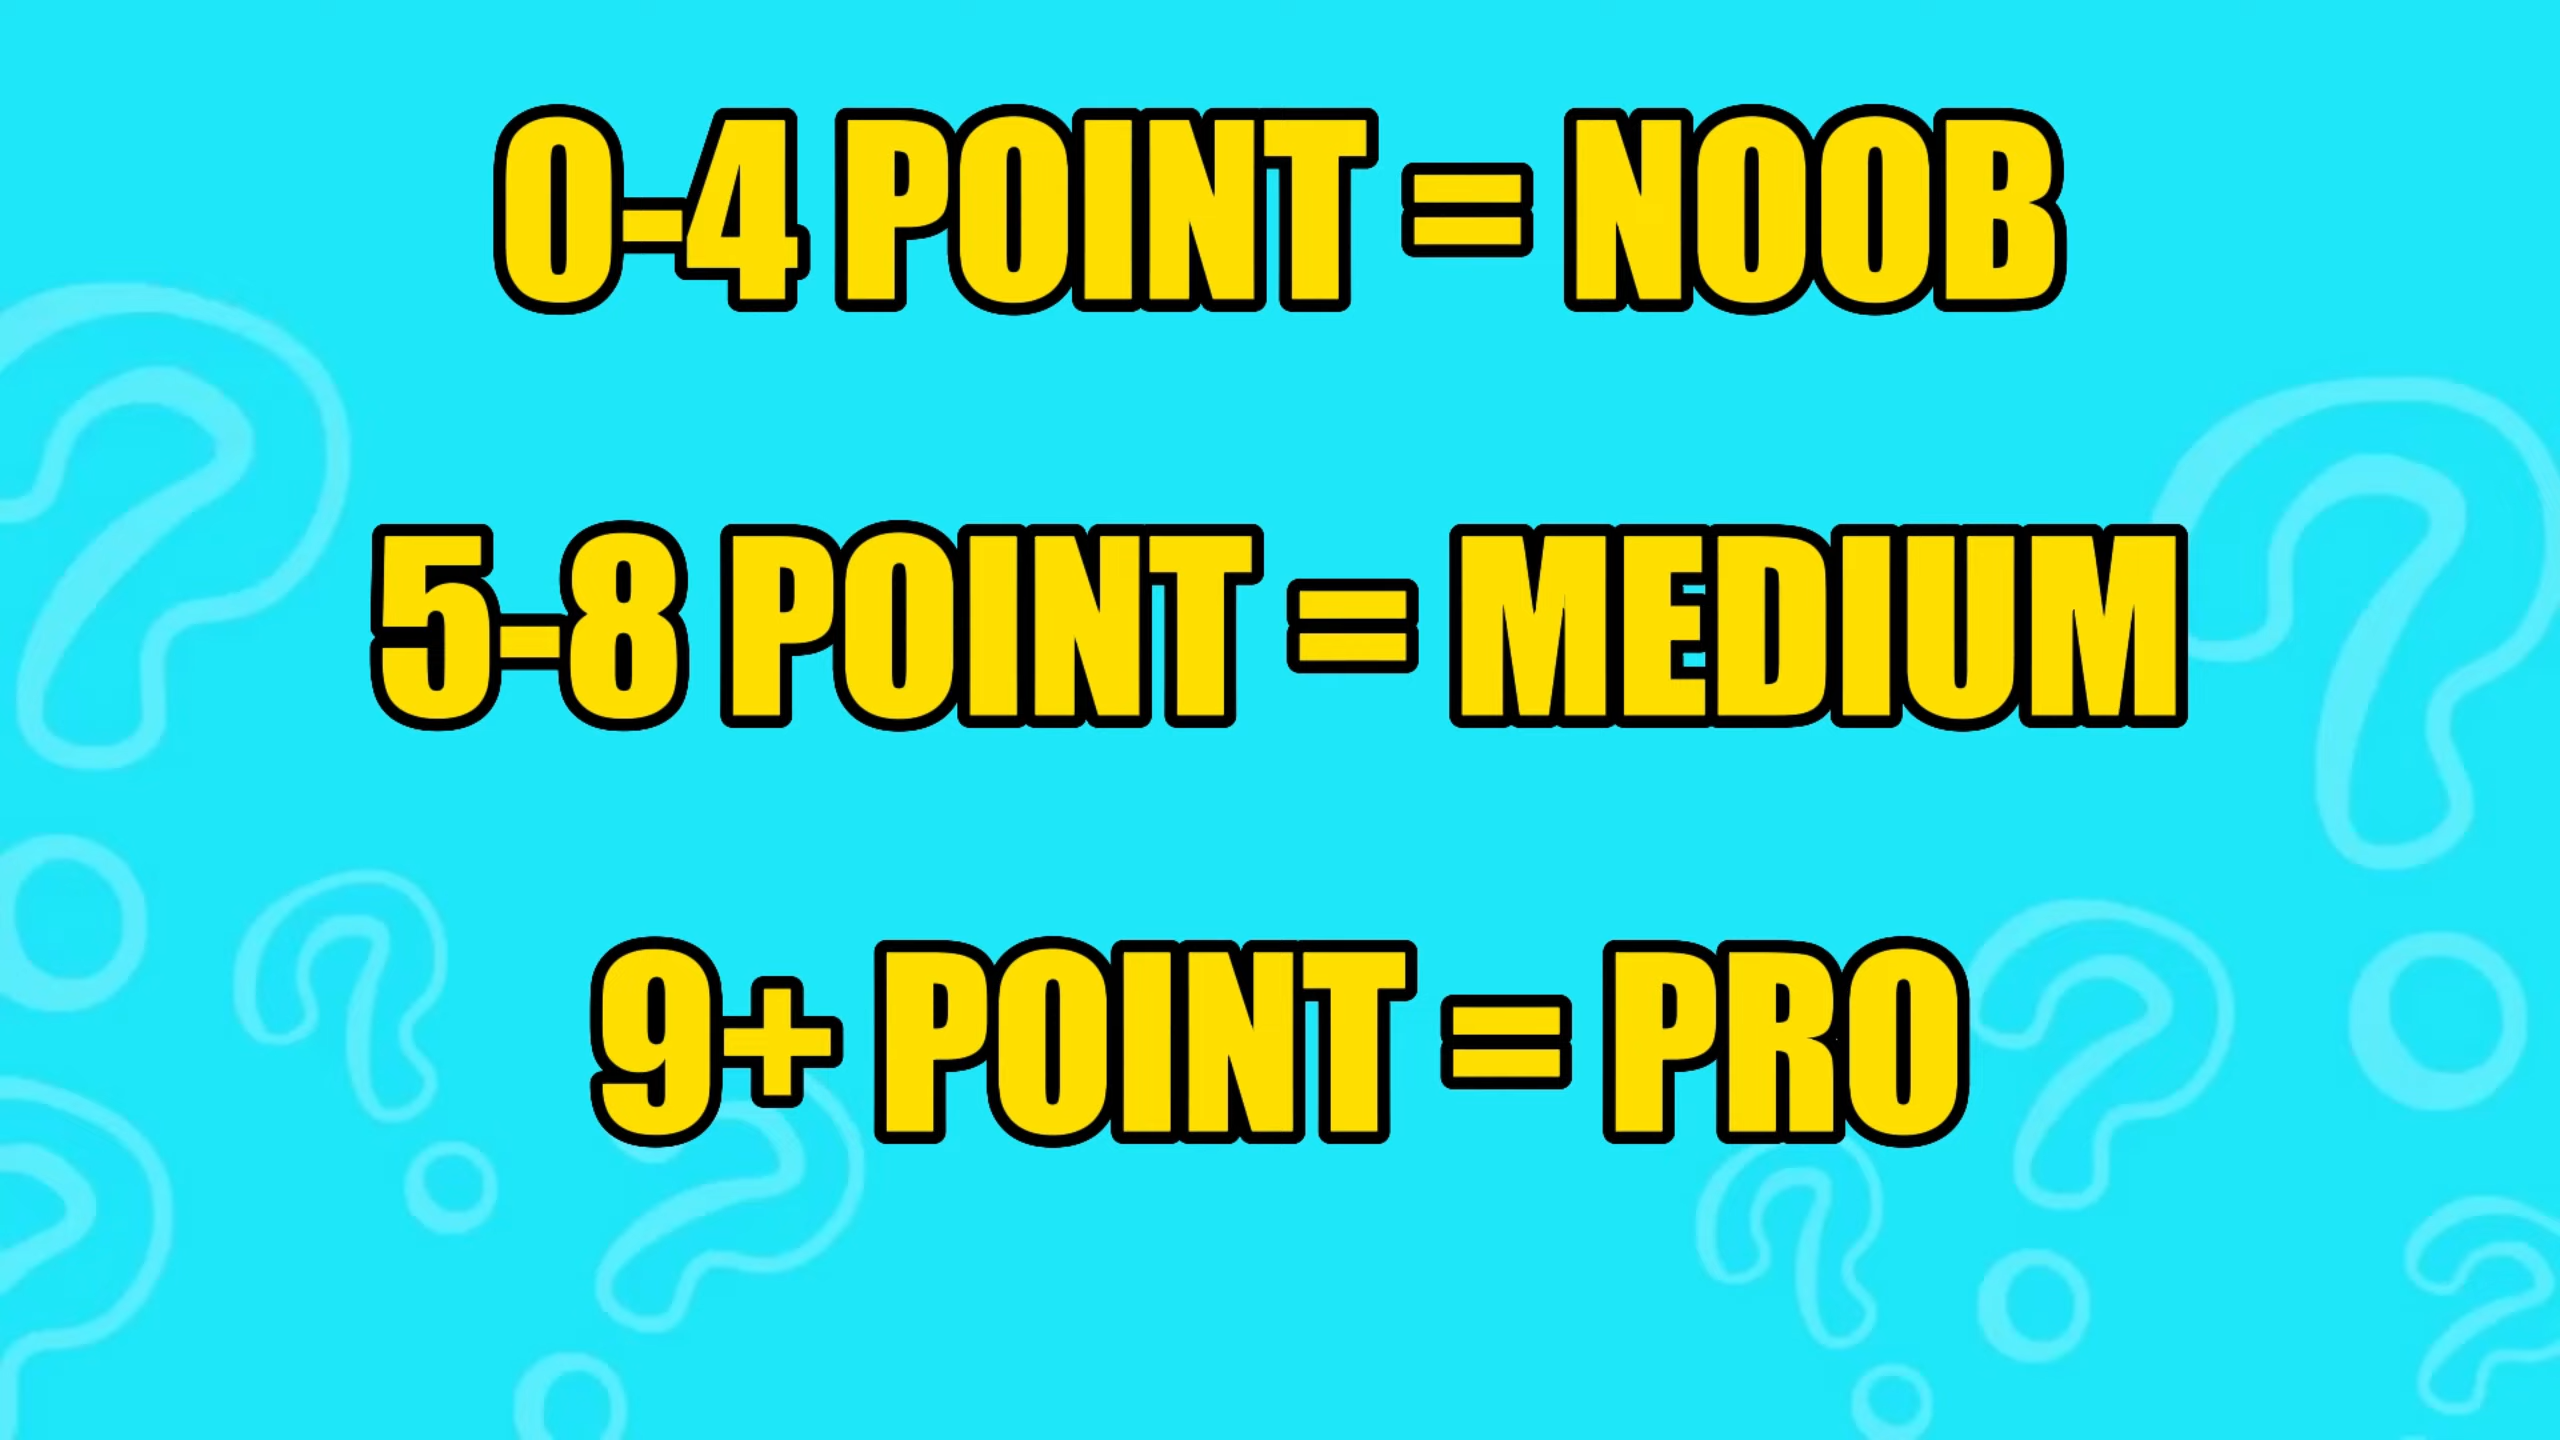 0-4 POINT = NOOB
5-8 POINT = MEDIUM
9+ POINT = PRO